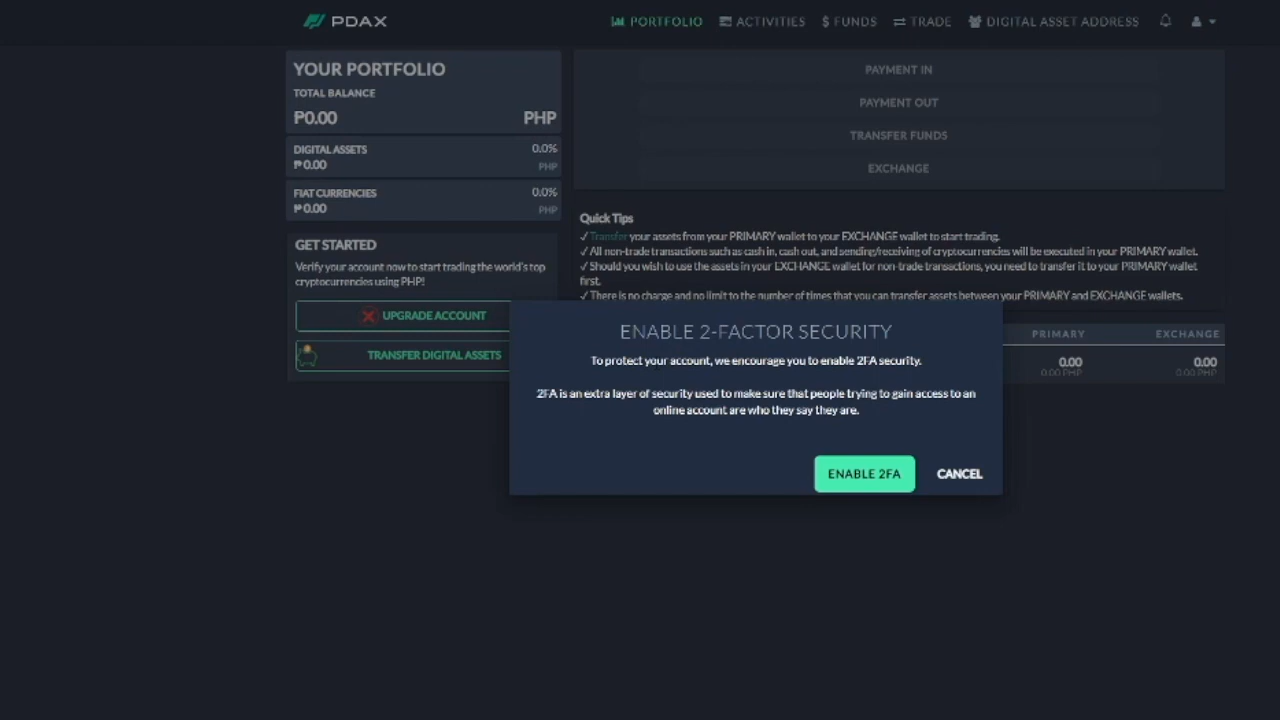 PDAX
PORTFOLIO ACTIVITIES $ FUNDS TRADE DIGITAL ASSET ADDRESS
YOUR PORTFOLIO
TOTAL BALANCE
₱0.00 PHP
DIGITAL ASSETS 0.0%
₱0.00 PHP
FIAT CURRENCIES 0.0%
₱0.00 PHP
GET STARTED
Verify your account now to start trading the world's top
cryptocurrencies using PHP!
UPGRADE ACCOUNT
TRANSFER DIGITAL ASSETS
PAYMENT IN
PAYMENT OUT
TRANSFER FUNDS
EXCHANGE
Quick Tips
✓Transfer your assets from your PRIMARY wallet to your EXCHANGE wallet to start trading.
✓All non-trade transactions such as cash in, cash out, and sending/receiving of cryptocurrencies will be executed in your PRIMARY wallet.
✓Should you wish to use the assets in your EXCHANGE wallet for non-trade transactions, you need to transfer it to your PRIMARY wallet
first.
✓There is no charge and no limit to the number of times that you can transfer assets between your PRIMARY and EXCHANGE wallets.
PRIMARY EXCHANGE
0.00 0.00
0.00 PHP 0.00 PHP
ENABLE 2-FACTOR SECURITY
To protect your account, we encourage you to enable 2FA security.
2FA is an extra layer of security used to make sure that people trying to gain access to an
online account are who they say they are.
ENABLE 2FA CANCEL